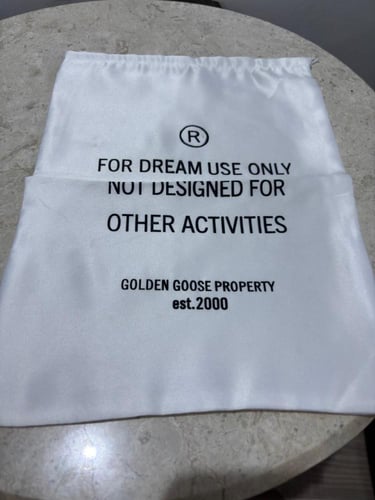 ®
FOR DREAM USE ONLY
NOT DESIGNED FOR
OTHER ACTIVITIES
GOLDEN GOOSE PROPERTY
est.2000